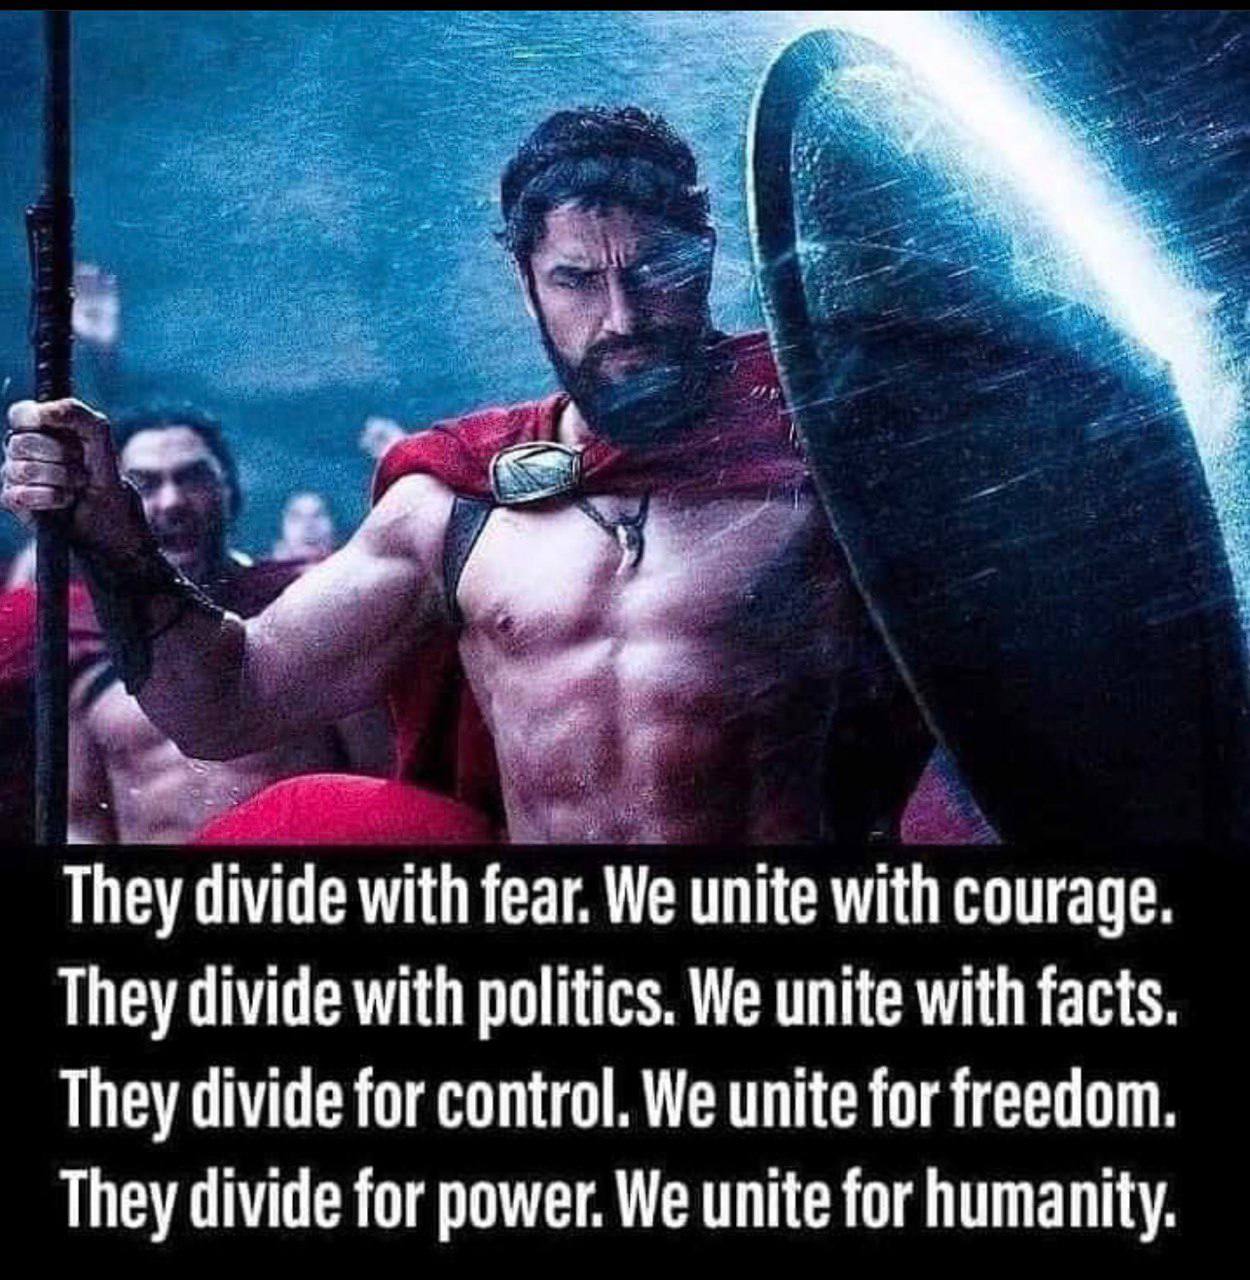 They divide with fear. We unite with courage.
They divide with politics. We unite with facts.
They divide for control. We unite for freedom.
They divide for power. We unite for humanity.